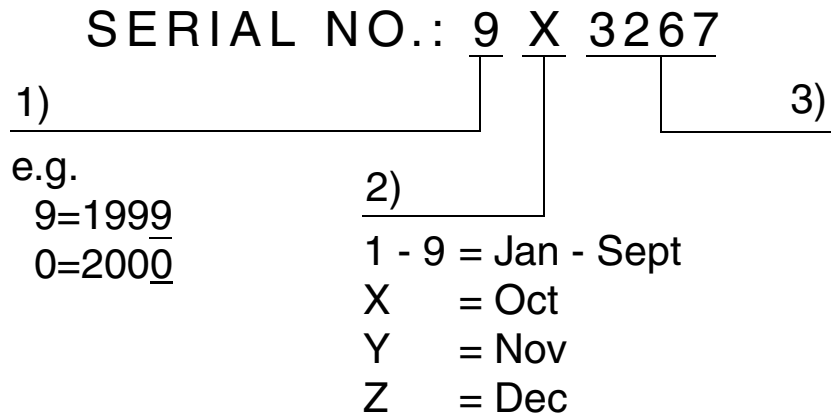 SERIAL NO.: 9 X 3267
1)
3)
e.g.
9=1999
0=2000
2)
1 - 9 = Jan - Sept
X = Oct
Y = Nov
Z = Dec